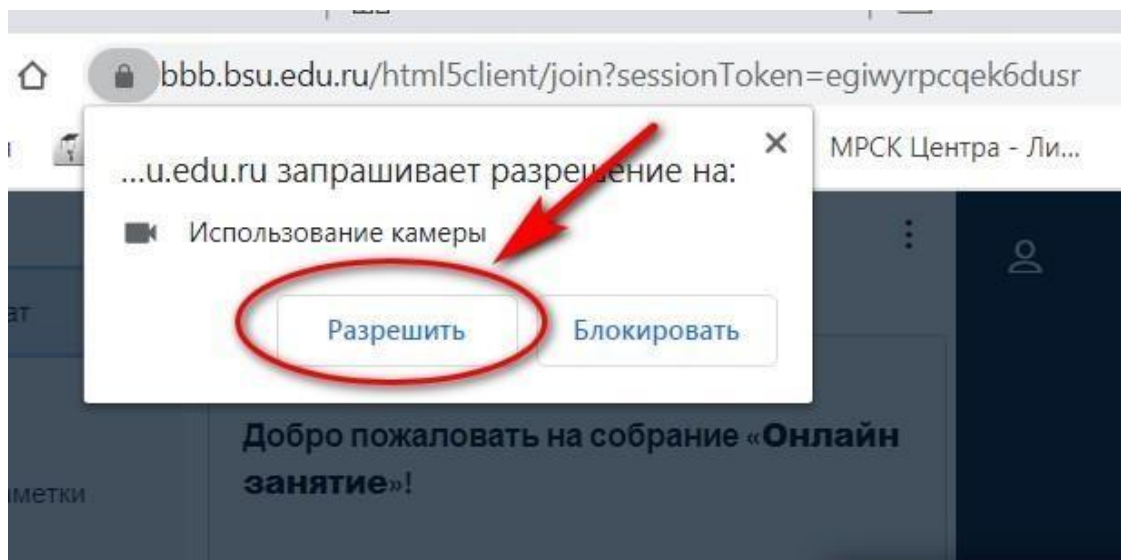 bbb.bsu.edu.ru/html5client/join?sessionToken=egiwyrpcqek6dusr
МРСК Центра - Ли...
...u.edu.ru запрашивает разрешение на:
Использование камеры
Разрешить
Блокировать
Добро пожаловать на собрание «Онлайн
занятие»!